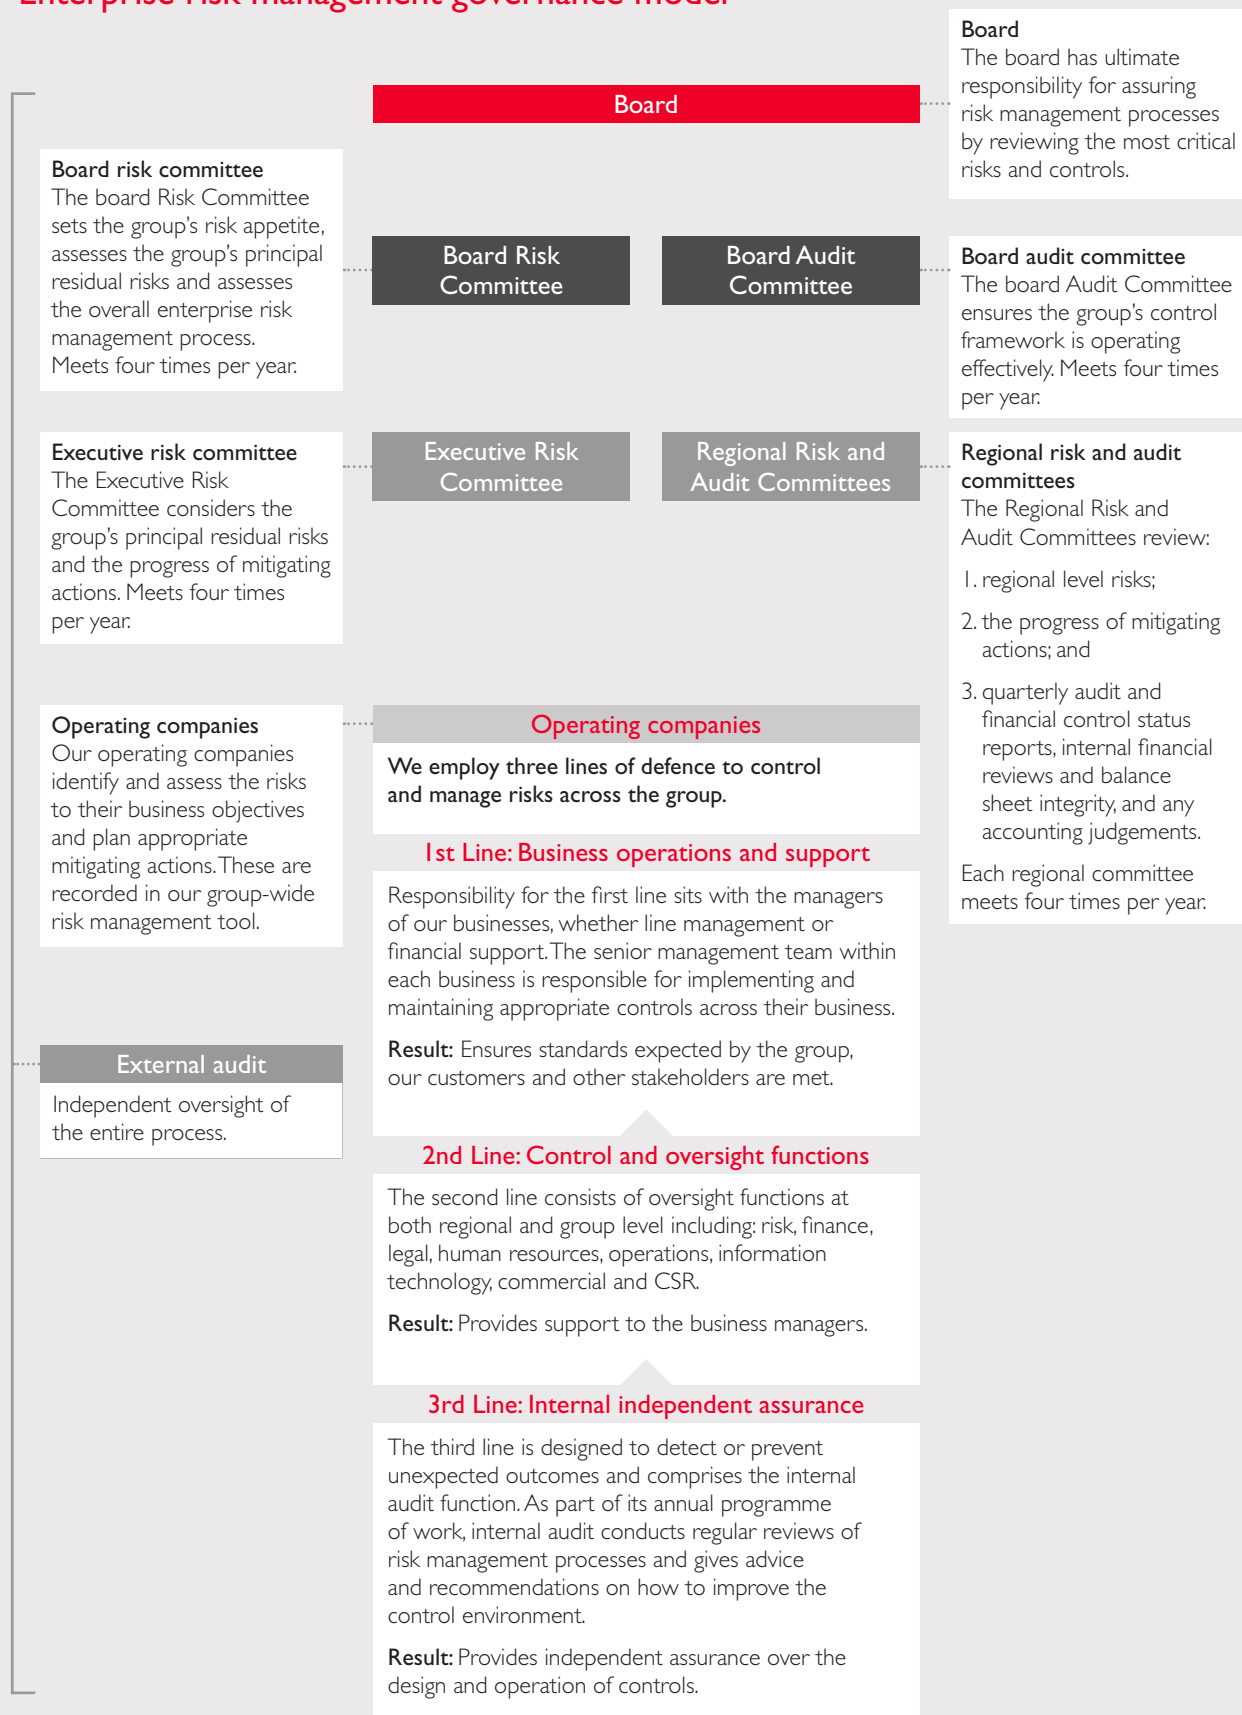 Enterprise risk management governance model
Board
The board has ultimate
responsibility for assuring
risk management processes
by reviewing the most critical
risks and controls.
Board
Board risk committee
The board Risk Committee
sets the group's risk appetite,
assesses the group's principal
residual risks and assesses
the overall enterprise risk
management process.
Meets four times per year.
Board Risk
Committee
Board Audit
Committee
Board audit committee
The board Audit Committee
ensures the group's control
framework is operating
effectively. Meets four times
per year.
Executive risk committee
The Executive Risk
Committee considers the
group's principal residual risks
and the progress of mitigating
actions. Meets four times
per year.
Executive Risk
Committee
Regional Risk and
Audit Committees
Regional risk and audit
committees
The Regional Risk and
Audit Committees review:
1. regional level risks;
2. the progress of mitigating
actions; and
3. quarterly audit and
financial control status
reports, internal financial
reviews and balance
sheet integrity, and any
accounting judgements.
Each regional committee
meets four times per year.
Operating companies
Our operating companies
identify and assess the risks
to their business objectives
and plan appropriate
mitigating actions. These are
recorded in our group-wide
risk management tool.
Operating companies
We employ three lines of defence to control
and manage risks across the group.
1st Line: Business operations and support
Responsibility for the first line sits with the managers
of our businesses, whether line management or
financial support. The senior management team within
each business is responsible for implementing and
maintaining appropriate controls across their business.
Result: Ensures standards expected by the group,
our customers and other stakeholders are met.
External audit
Independent oversight of
the entire process.
2nd Line: Control and oversight functions
The second line consists of oversight functions at
both regional and group level including: risk, finance,
legal, human resources, operations, information
technology, commercial and CSR.
Result: Provides support to the business managers.
3rd Line: Internal independent assurance
The third line is designed to detect or prevent
unexpected outcomes and comprises the internal
audit function. As part of its annual programme
of work, internal audit conducts regular reviews of
risk management processes and gives advice
and recommendations on how to improve the
control environment.
Result: Provides independent assurance over the
design and operation of controls.